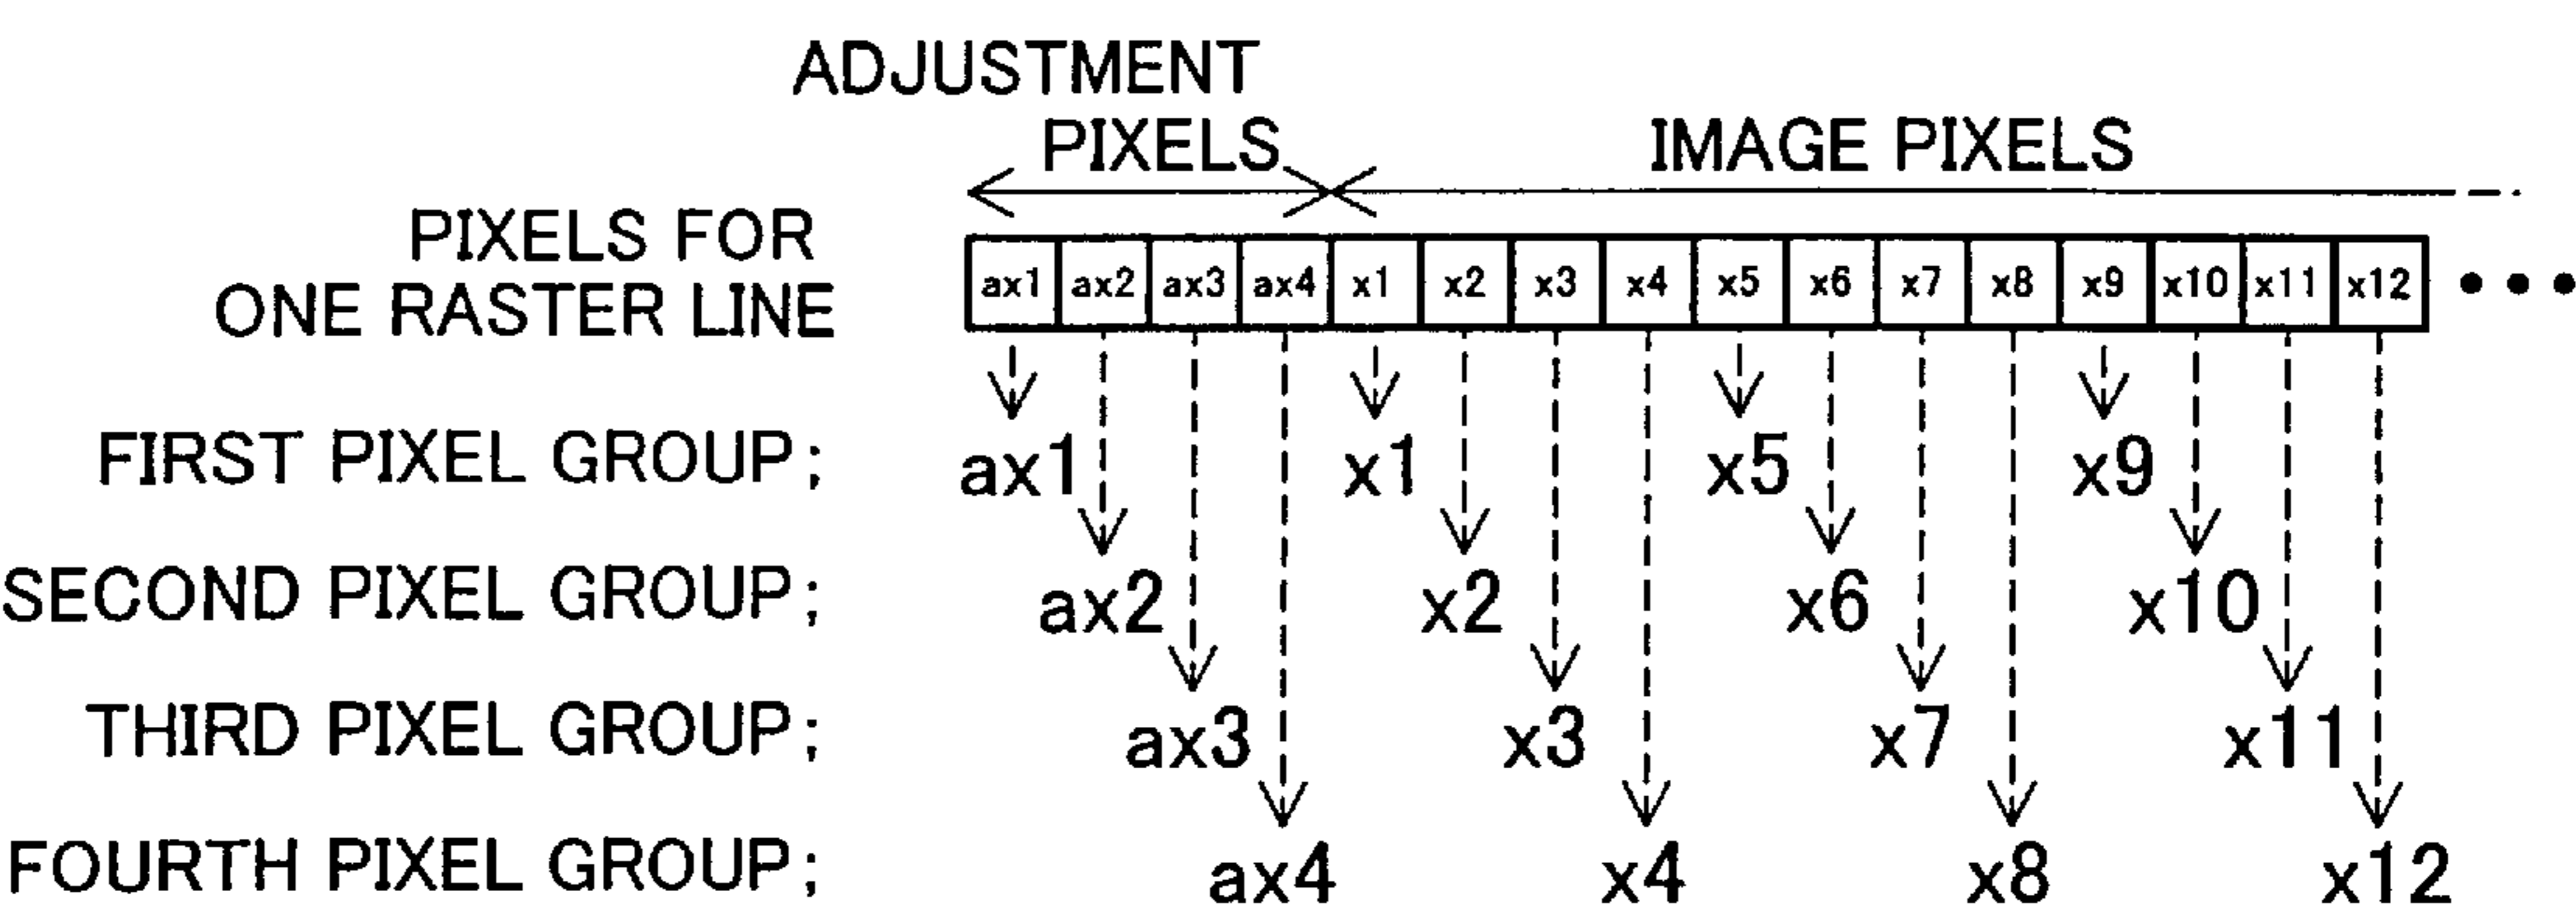 ADJUSTMENT
PIXELS
IMAGE PIXELS
PIXELS FOR
ONE RASTER LINE
ax1 ax2 ax3 ax4 x1 x2 x3 x4 x5 x6 x7 x8 x9 x10 x11 x12 •••
FIRST PIXEL GROUP; ax1 x1 x5 x9
SECOND PIXEL GROUP; ax2 x2 x6 x10
THIRD PIXEL GROUP; ax3 x3 x7 x11
FOURTH PIXEL GROUP; ax4 x4 x8 x12